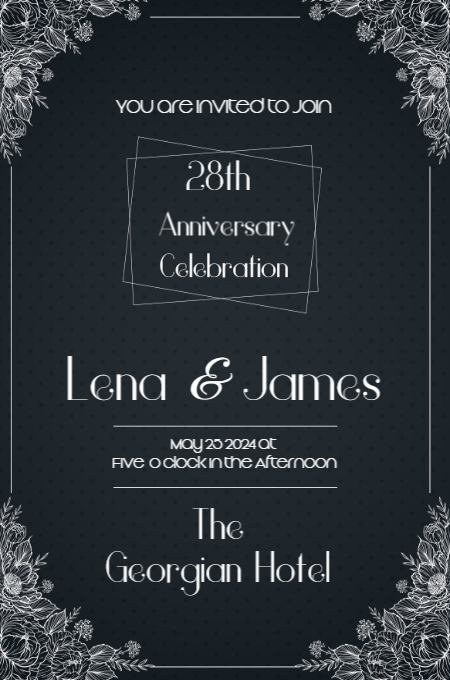 You are invited to Join
28th
Anniversary
Celebration
Lena & James
May 25 2024 at
Five o clock in the Afternoon
The
Georgian Hotel